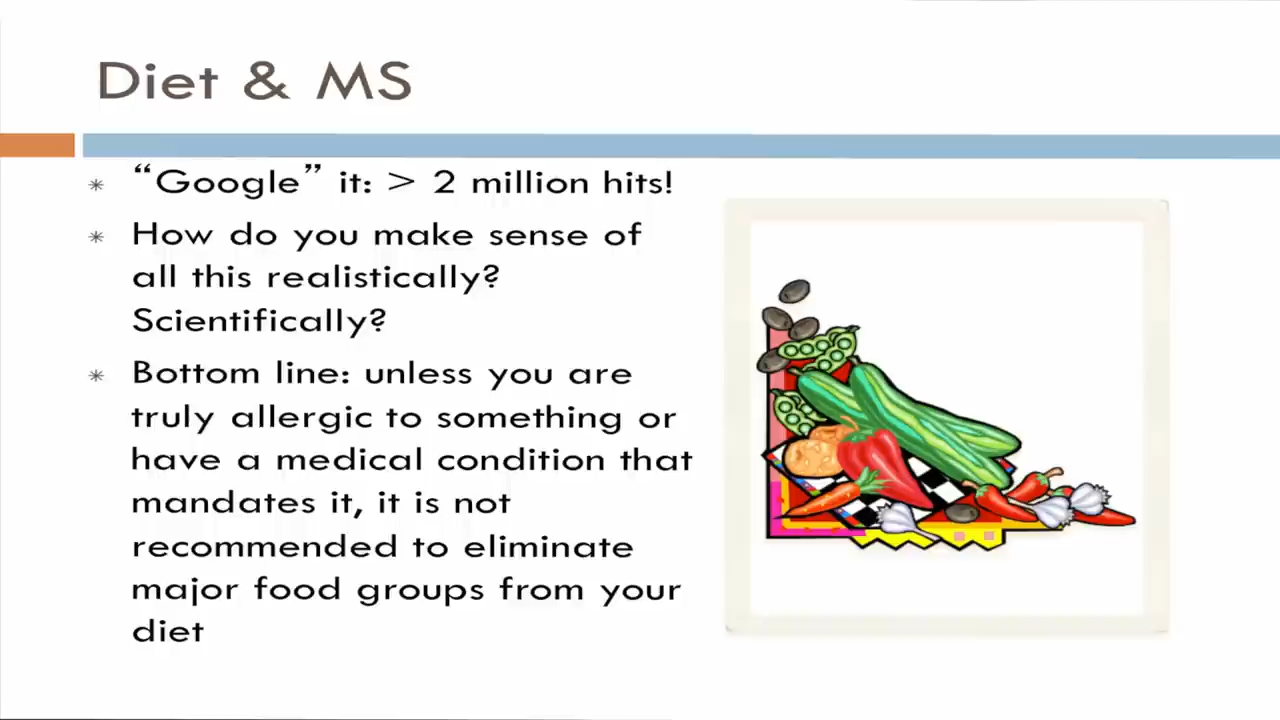 Diet & MS
“Google” it: > 2 million hits!
How do you make sense of
all this realistically?
Scientifically?
Bottom line: unless you are
truly allergic to something or
have a medical condition that
mandates it, it is not
recommended to eliminate
major food groups from your
diet